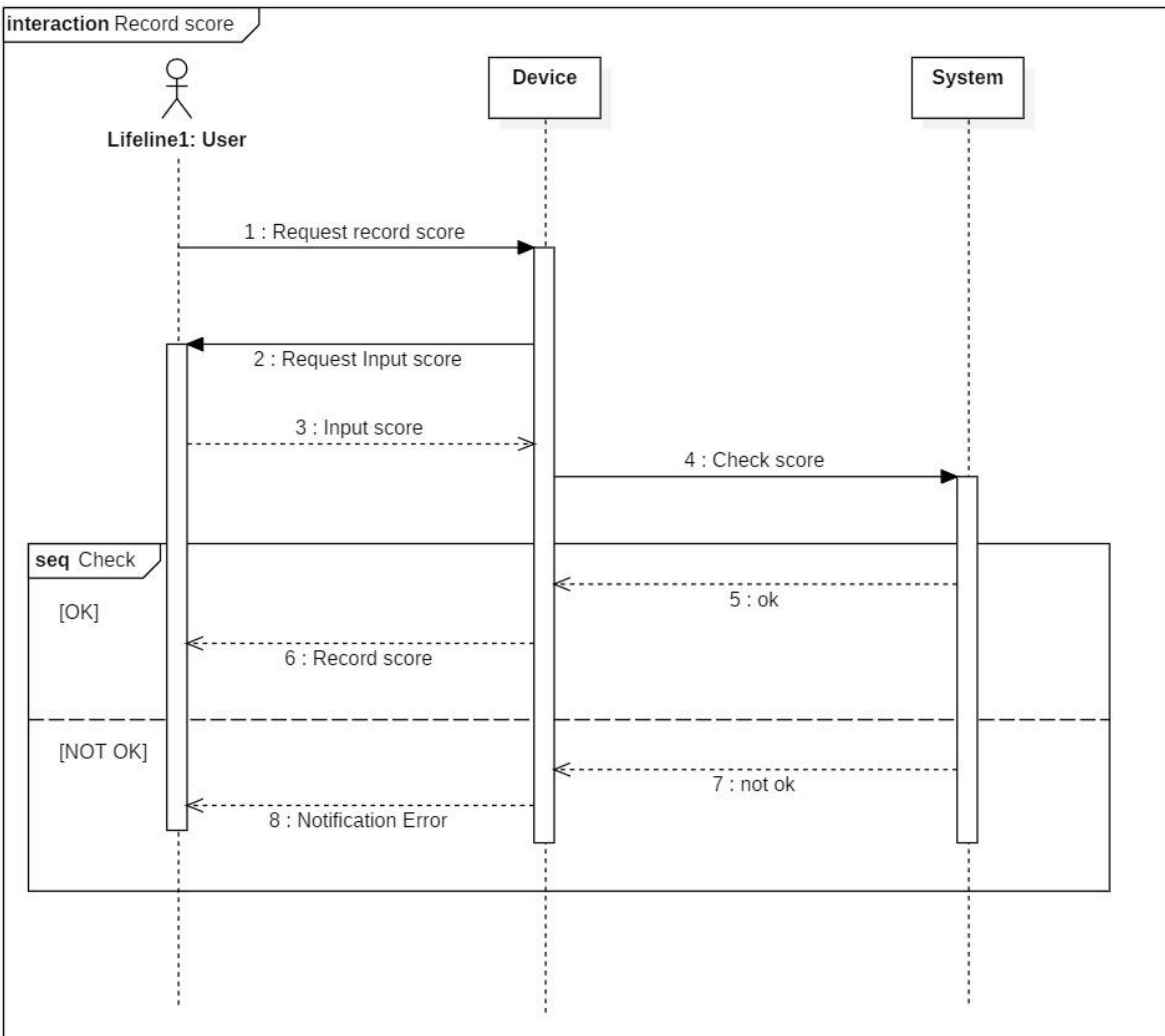 interaction Record score
Device
System
Lifeline1: User
1 : Request record score
2 : Request Input score
3 : Input score
4 : Check score
seq Check
5 : ok
[OK]
6 : Record score
[NOT OK]
7 : not ok
8 : Notification Error